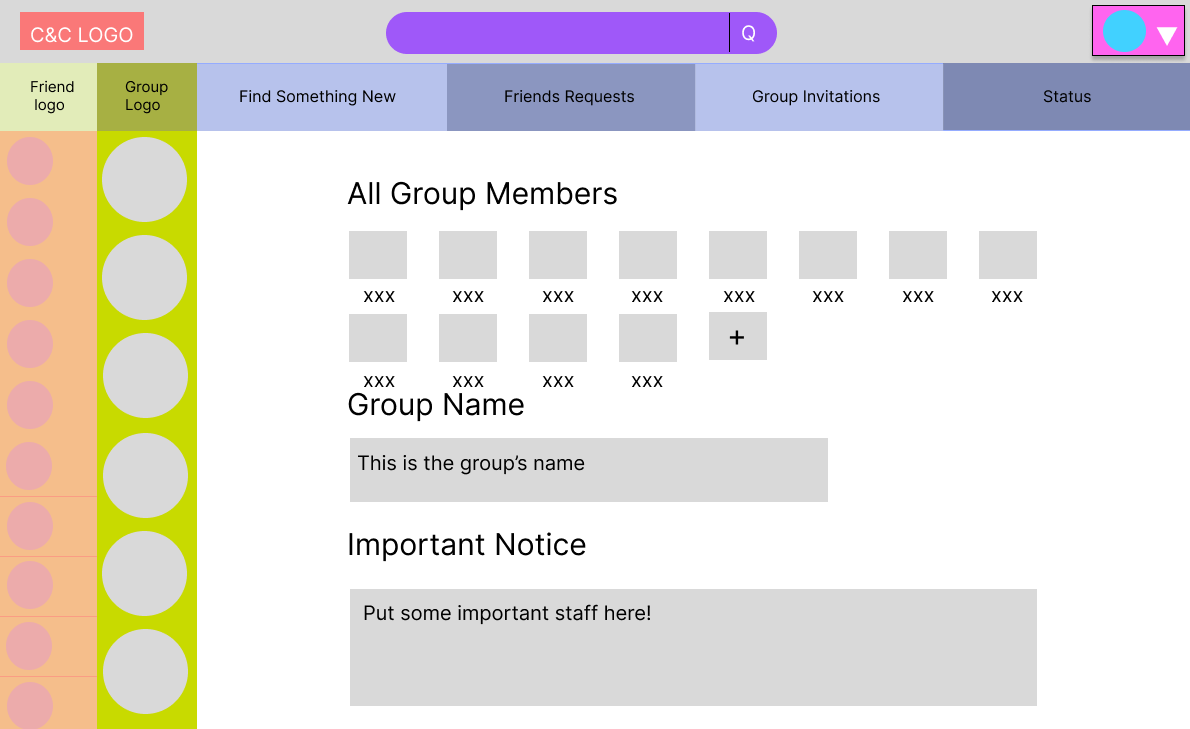 C&C LOGO
Q
Friend
logo
Group
Logo
Find Something New
Friends Requests
Group Invitations
Status
All Group Members
xxx xxx xxx xxx xxx xxx xxx xxx
+
xxx xxx xxx xxx
Group Name
This is the group’s name
Important Notice
Put some important staff here!